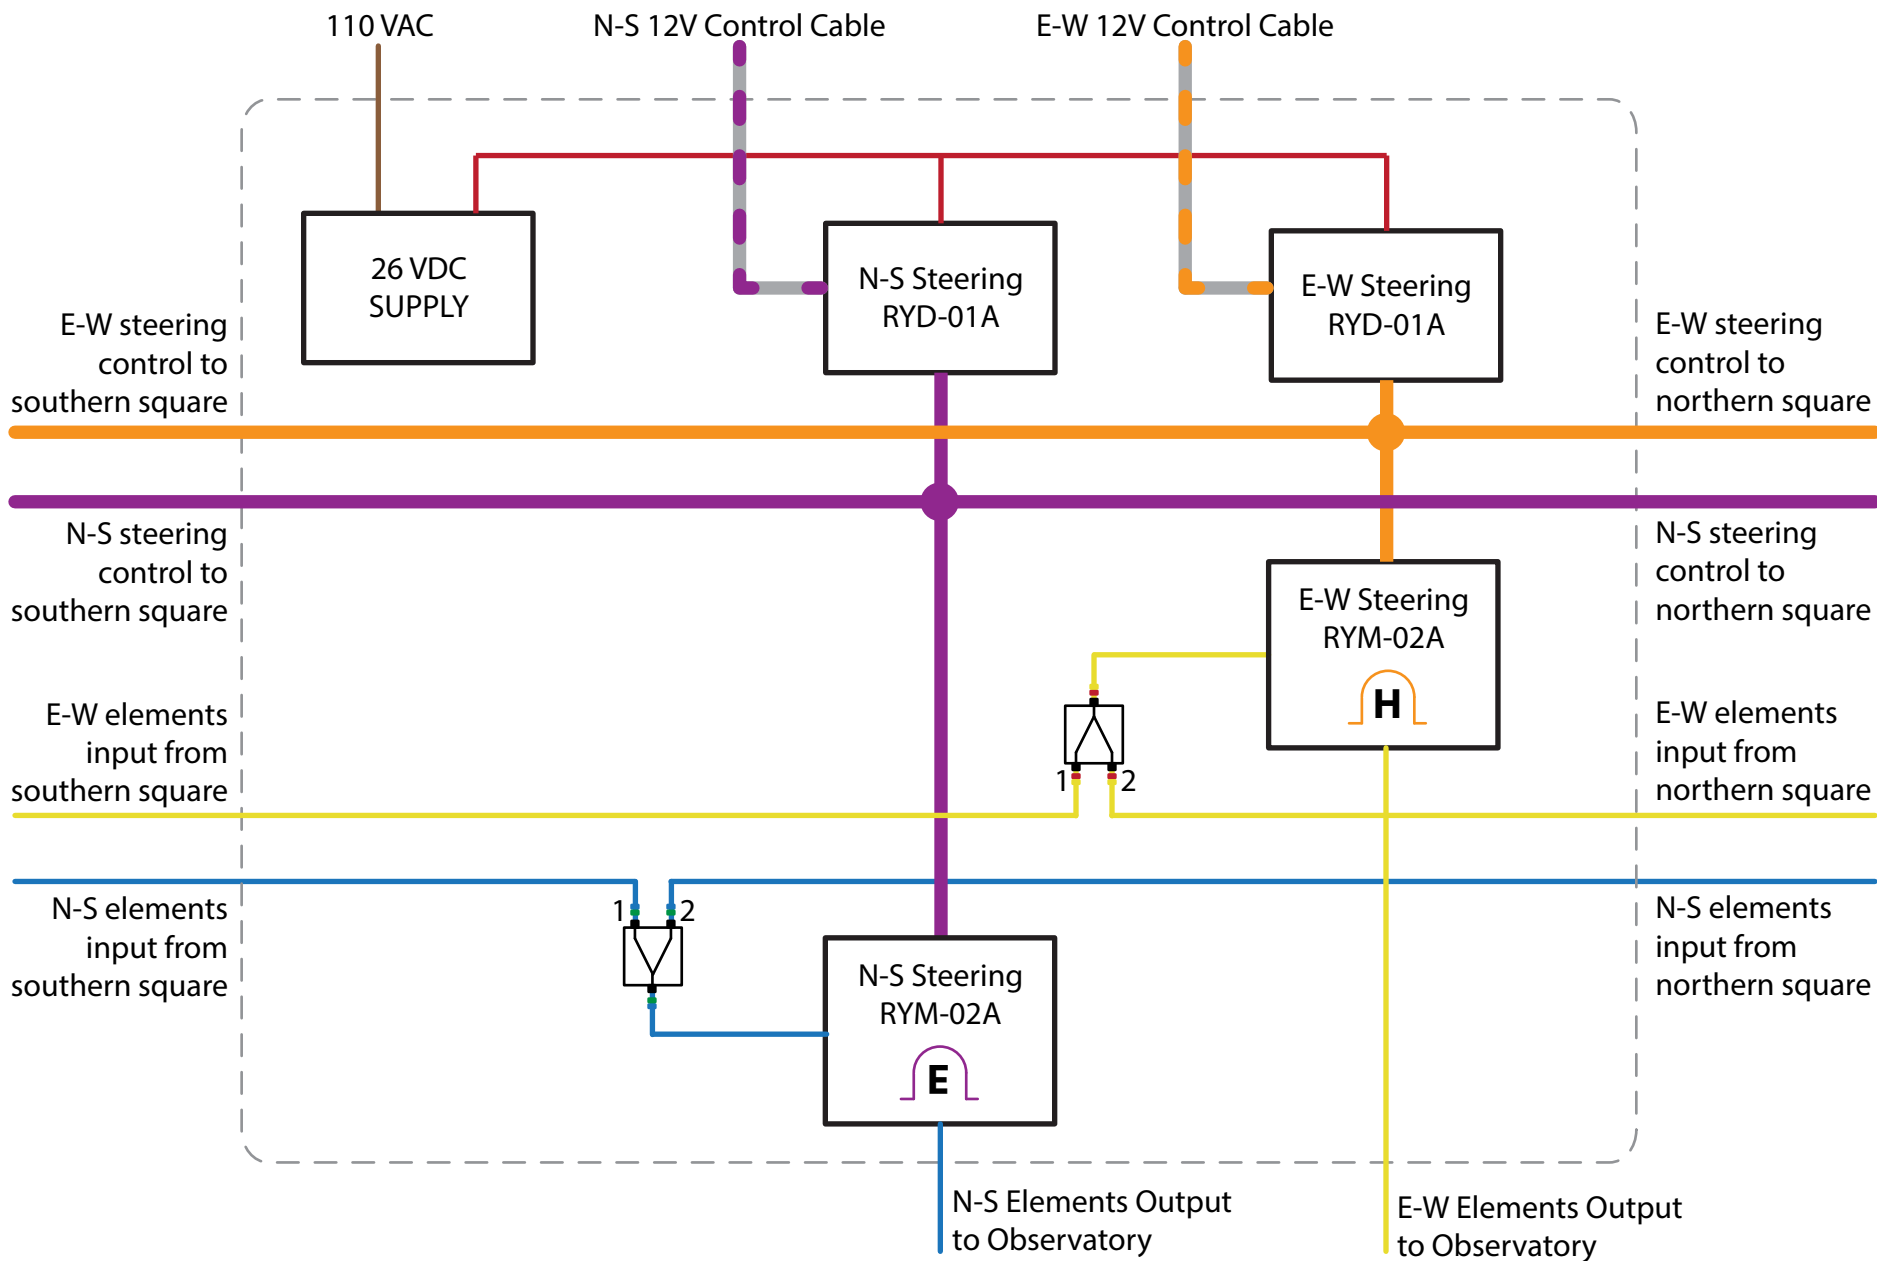 110 VAC
N-S 12V Control Cable
E-W 12V Control Cable
26 VDC
SUPPLY
N-S Steering
RYD-01A
E-W Steering
RYD-01A
E-W steering
control to
southern square
E-W steering
control to
northern square
N-S steering
control to
southern square
N-S steering
control to
northern square
E-W Steering
RYM-02A
H
E-W elements
input from
southern square
1
2
E-W elements
input from
northern square
N-S elements
input from
southern square
1
2
N-S Steering
RYM-02A
E
N-S elements
input from
northern square
N-S Elements Output
to Observatory
E-W Elements Output
to Observatory